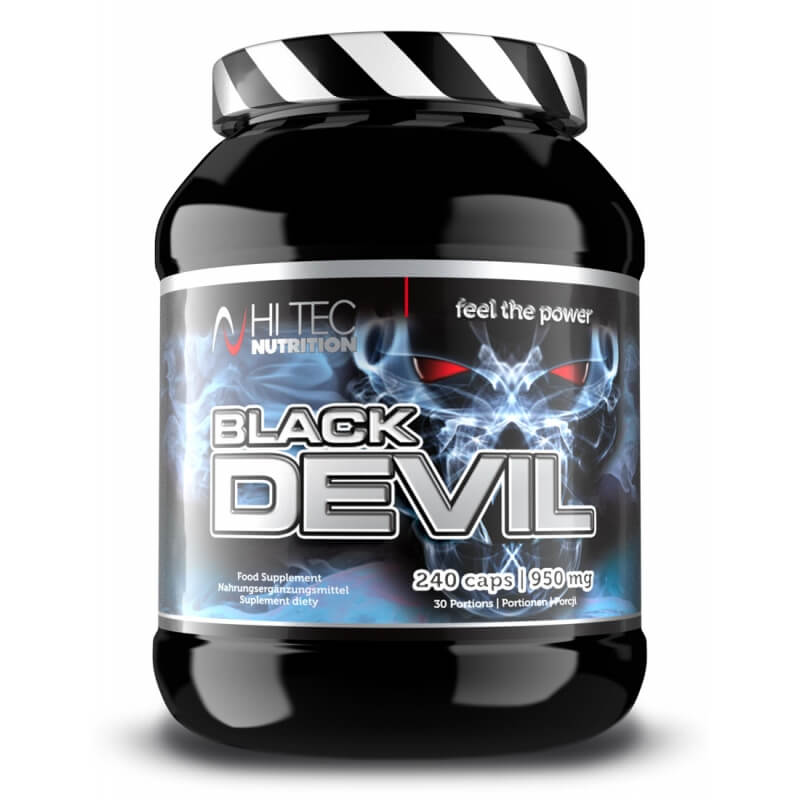 HI TEC
NUTRITION
feel the power
BLACK
DEVIL
Food Supplement
Nahrungsergänzungsmittel
Suplement diety
240 caps | 950 mg
30 Portions | Portionen | Porcji